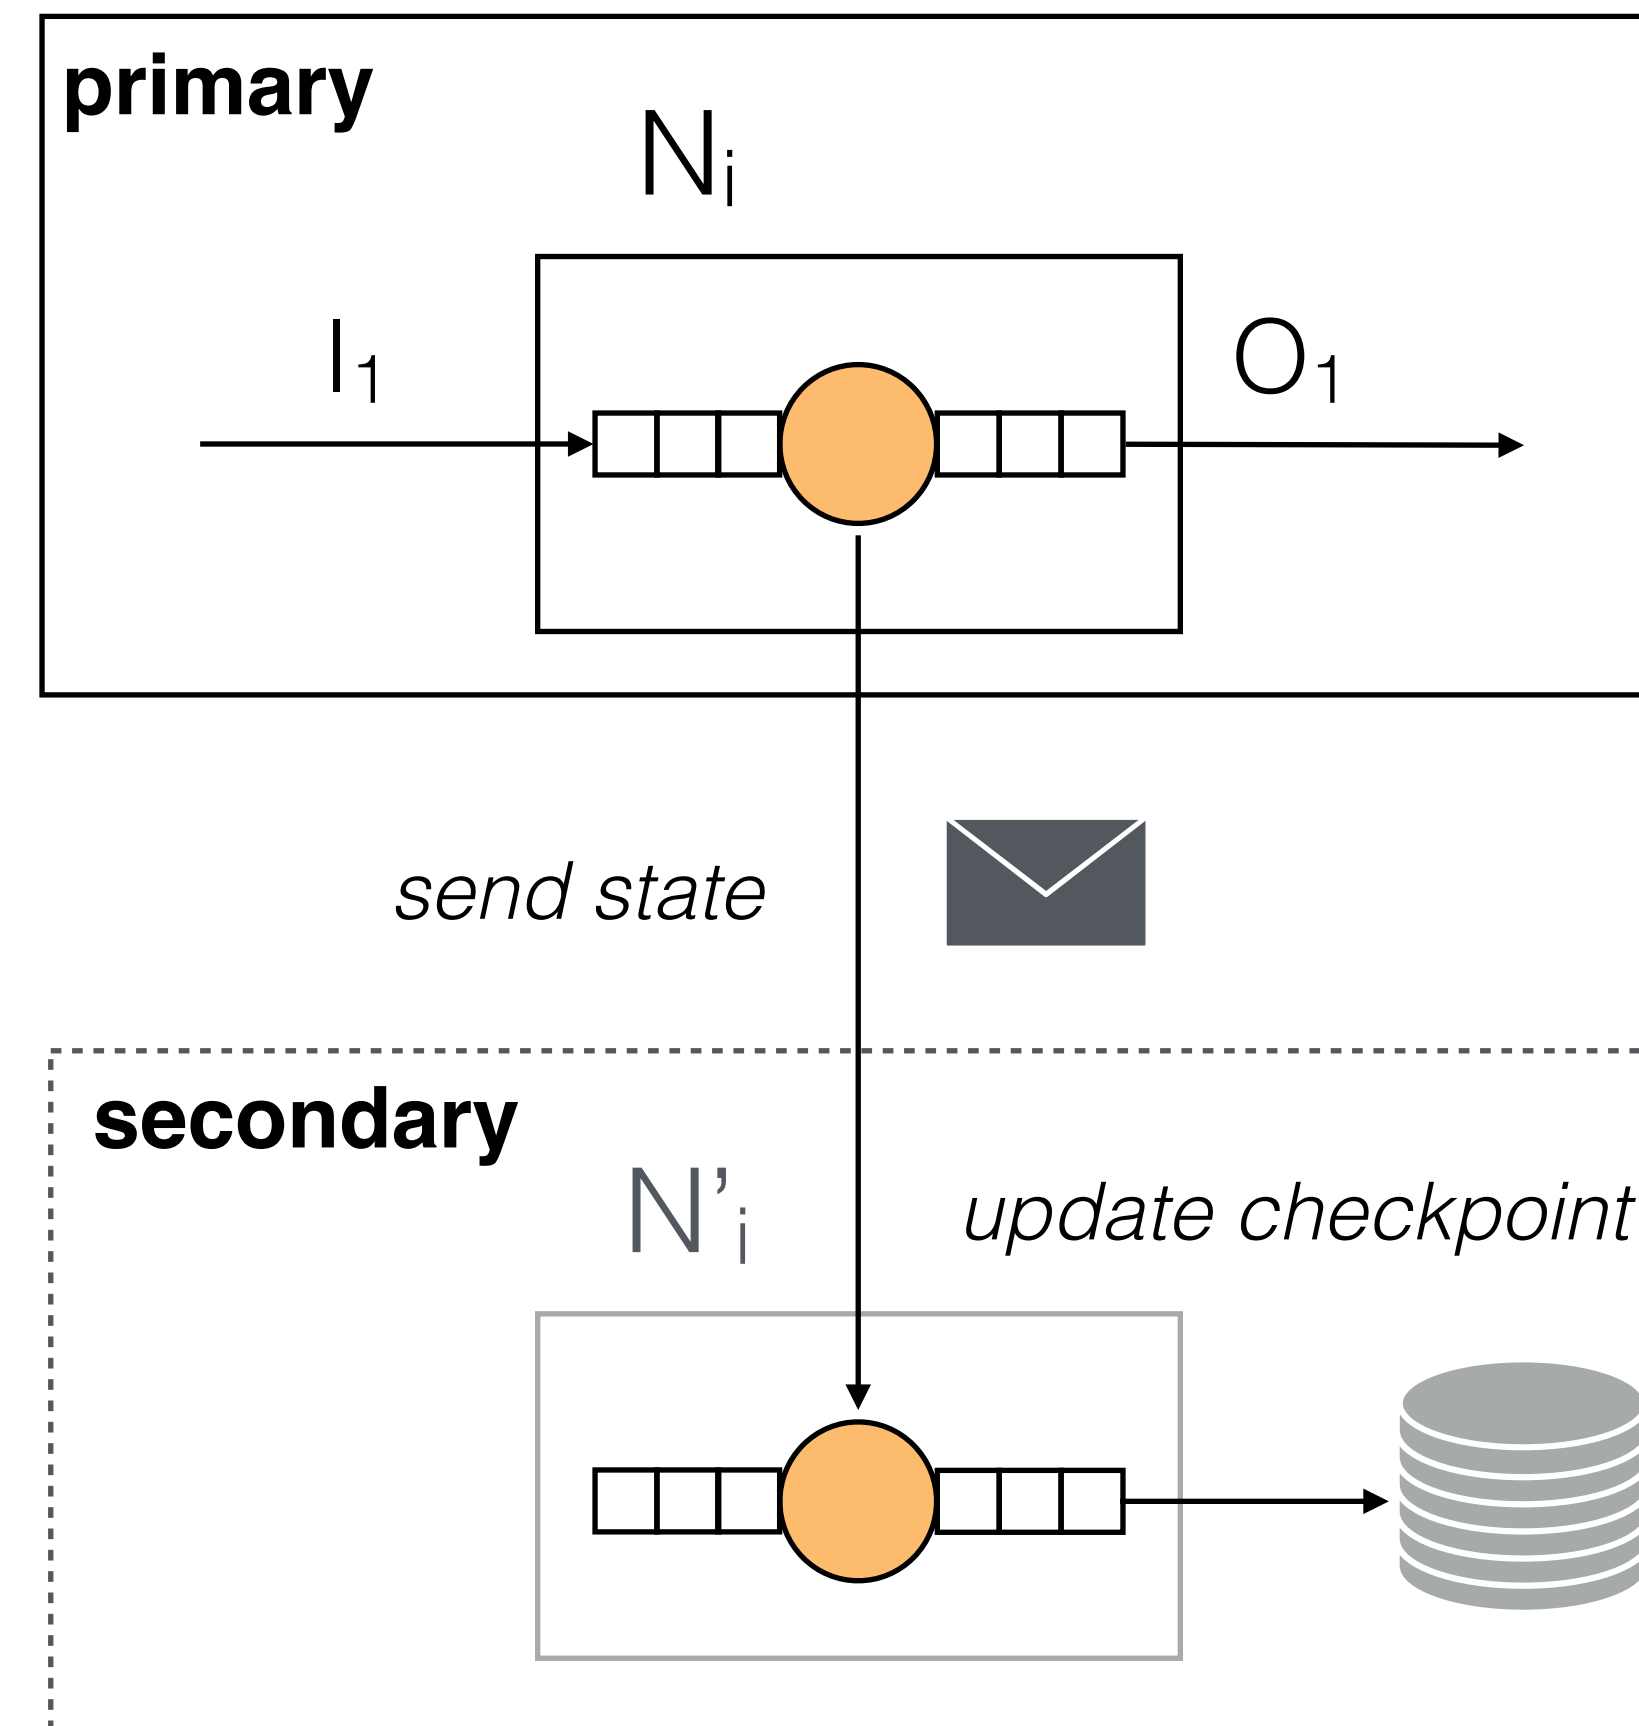 primary
Nᵢ
I₁
O₁
send state
secondary
N’ᵢ
update checkpoint